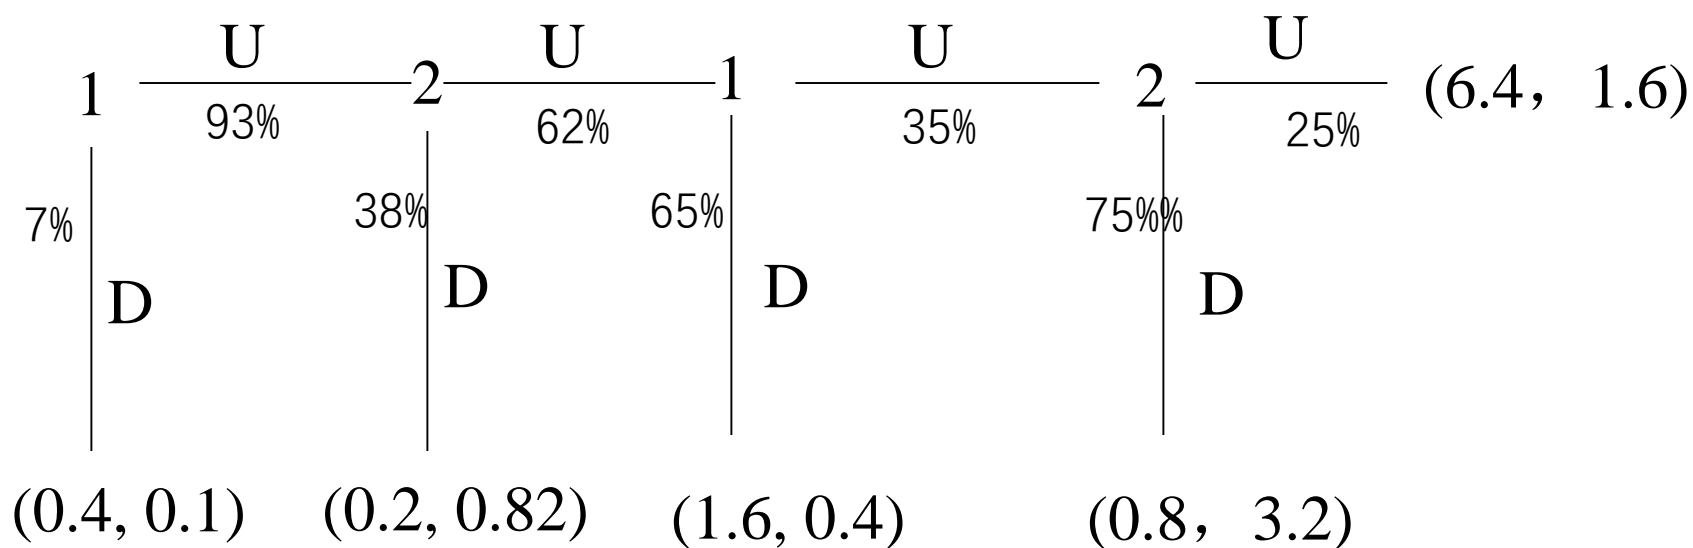 U U U U
1 2 1 2 (6.4， 1.6)
93% 62% 35% 25%
7% 38% 65% 75%%
D D D D
(0.4, 0.1) (0.2, 0.82) (1.6, 0.4) (0.8， 3.2)